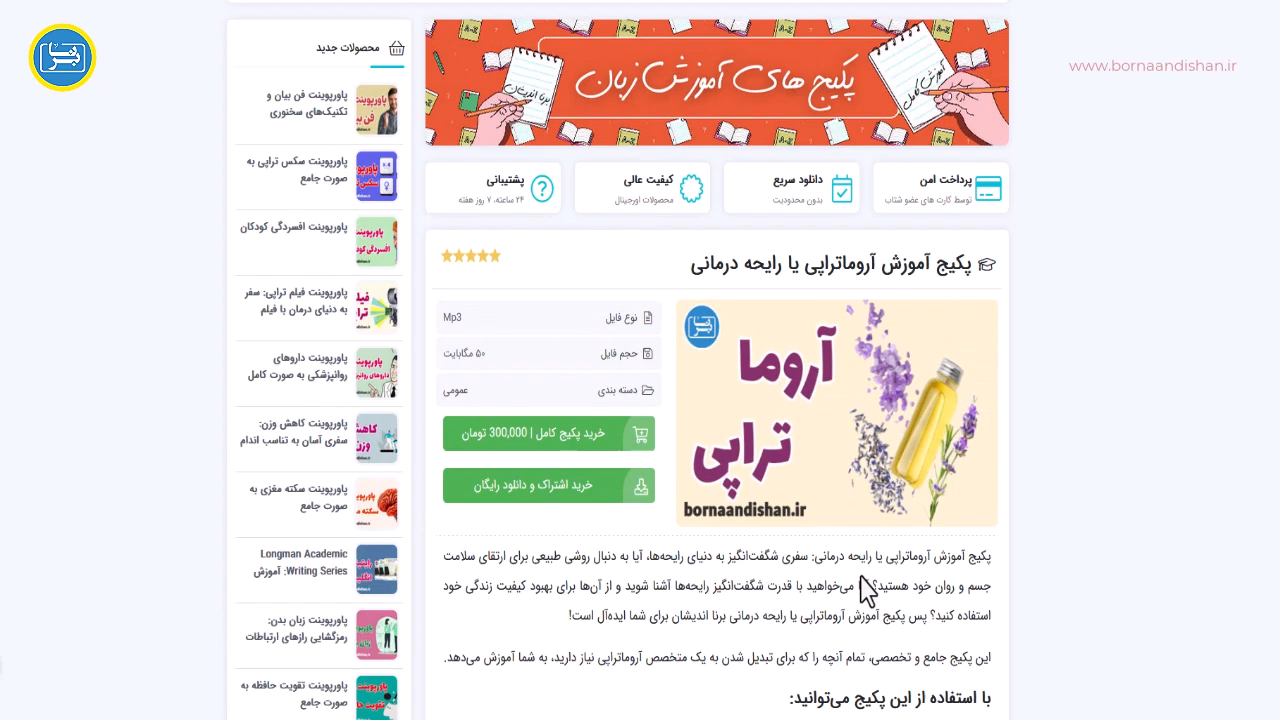 برنا
www.bornaandishan.ir
پکیج های آموزش زبان
برنا اندیشان
آموزش کامل
پرداخت امن
توسط کارت های عضو شتاب
دانلود سریع
بدون محدودیت
کیفیت عالی
محصولات اورجینال
پشتیبانی
۲۴ ساعته، ۷ روز هفته
پکیج آموزش آروماتراپی یا رایحه درمانی
آروما
تراپی
bornaandishan.ir
نوع فایل
Mp3
حجم فایل
۵۰ مگابایت
دسته بندی
عمومی
خرید پکیج کامل | 300,000 تومان
خرید اشتراک و دانلود رایگان
پکیج آموزش آروماتراپی یا رایحه درمانی: سفری شگفت‌انگیز به دنیای رایحه‌ها، آیا به دنبال روشی طبیعی برای ارتقای سلامت
جسم و روان خود هستید؟ می‌خواهید با قدرت شگفت‌انگیز رایحه‌ها آشنا شوید و از آن‌ها برای بهبود کیفیت زندگی خود
استفاده کنید؟ پس پکیج آموزش آروماتراپی یا رایحه درمانی برنا اندیشان برای شما ایده‌آل است!
این پکیج جامع و تخصصی، تمام آنچه را که برای تبدیل شدن به یک متخصص آروماتراپی نیاز دارید، به شما آموزش می‌دهد.
با استفاده از این پکیج می‌توانید:
محصولات جدید
پاورپوینت فن بیان و
تکنیک‌های سخنوری
پاورپوینت سکس تراپی به
صورت جامع
پاورپوینت افسردگی کودکان
پاورپوینت فیلم تراپی: سفر
به دنیای درمان با فیلم
پاورپوینت داروهای
روانپزشکی به صورت کامل
پاورپوینت کاهش وزن:
سفری آسان به تناسب اندام
پاورپوینت سکته مغزی به
صورت جامع
Longman Academic
Writing Series: آموزش
پاورپوینت زبان بدن:
رمزگشایی رازهای ارتباطات
پاورپوینت تقویت حافظه به
صورت جامع